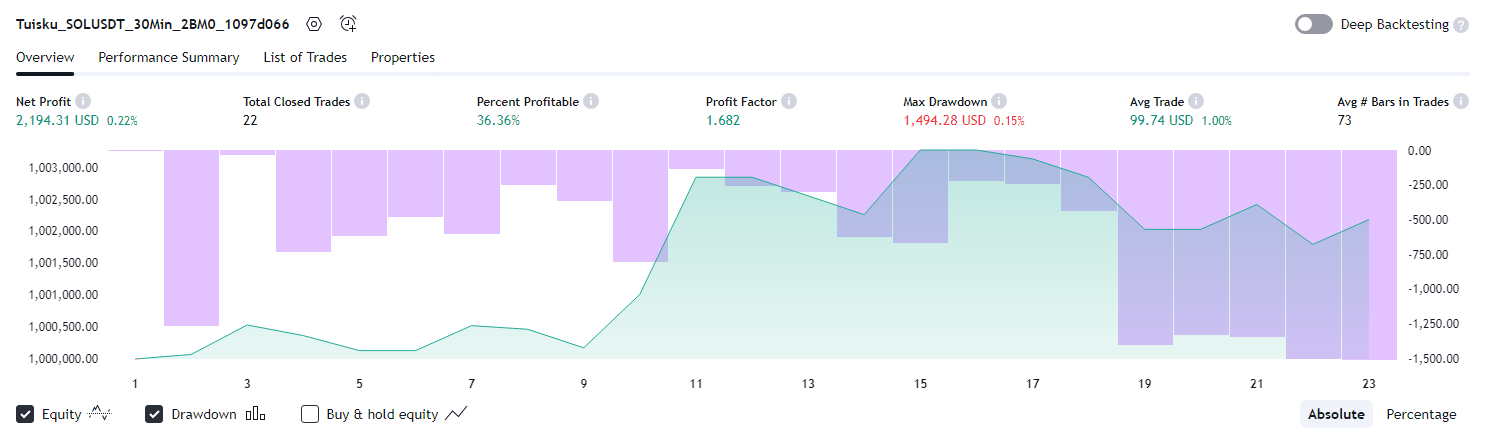 Tuisku_SOLUSDT_30Min_2BM0_1097d066
Deep Backtesting ?
Overview Performance Summary List of Trades Properties
Net Profit Total Closed Trades Percent Profitable Profit Factor Max Drawdown Avg Trade Avg # Bars in Trades
2,194.31 USD 0.22% 22 36.36% 1.682 1,494.28 USD 0.15% 99.74 USD 1.00% 73
1,003,000.00
1,002,500.00
1,002,000.00
1,001,500.00
1,001,000.00
1,000,500.00
1,000,000.00
0.00
-250.00
-500.00
-750.00
-1,000.00
-1,250.00
-1,500.00
1 3 5 7 9 11 13 15 17 19 21 23
Equity Drawdown Buy & hold equity Absolute Percentage